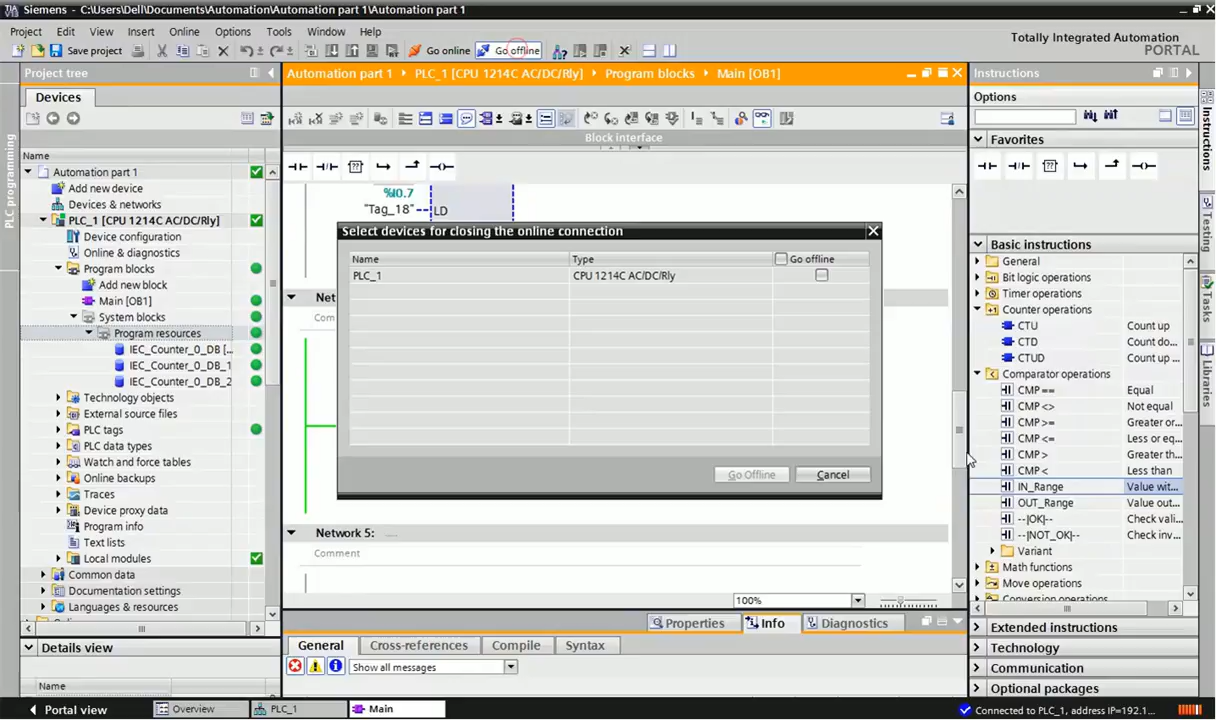 Siemens - C:\Users\Dell\Documents\Automation\Automation part 1\Automation part 1
Project Edit View Insert Online Options Tools Window Help
Totally Integrated Automation
PORTAL
Save project Go online Go offline
Project tree
Automation part 1 PLC_1 [CPU 1214C AC/DC/Rly] Program blocks Main [OB1]
Instructions
Devices
Options
Block interface
Favorites
Name
Automation part 1
Add new device
Devices & networks
PLC_1 [CPU 1214C AC/DC/Rly]
Device configuration
Online & diagnostics
Program blocks
Add new block
Main [OB1]
System blocks
Program resources
IEC_Counter_0_DB [...
IEC_Counter_0_DB_1
IEC_Counter_0_DB_2
Technology objects
External source files
PLC tags
PLC data types
Watch and force tables
Online backups
Traces
Device proxy data
Program info
Text lists
Local modules
Common data
Documentation settings
Languages & resources
Details view
Name
%I0.7
"Tag_18" LD
Select devices for closing the online connection
Name Type Go offline
PLC_1 CPU 1214C AC/DC/Rly
Go Offline Cancel
Net
Com
Network 5: ....
Comment
100%
Properties Info Diagnostics
General Cross-references Compile Syntax
Show all messages
Basic instructions
General
Bit logic operations
Timer operations
Counter operations
CTU Count up
CTD Count do...
CTUD Count up ...
Comparator operations
CMP == Equal
CMP <> Not equal
CMP >= Greater or...
CMP <= Less or eq...
CMP > Greater th...
CMP < Less than
IN_Range Value wit...
OUT_Range Value out...
--|OK|-- Check vali...
--|NOT_OK|-- Check inv...
Variant
Math functions
Move operations
Conversion operations
Extended instructions
Technology
Communication
Optional packages
PLC programming
Instructions
Testing
Tasks
Libraries
Portal view Overview PLC_1 Main Connected to PLC_1, address IP=192.1...